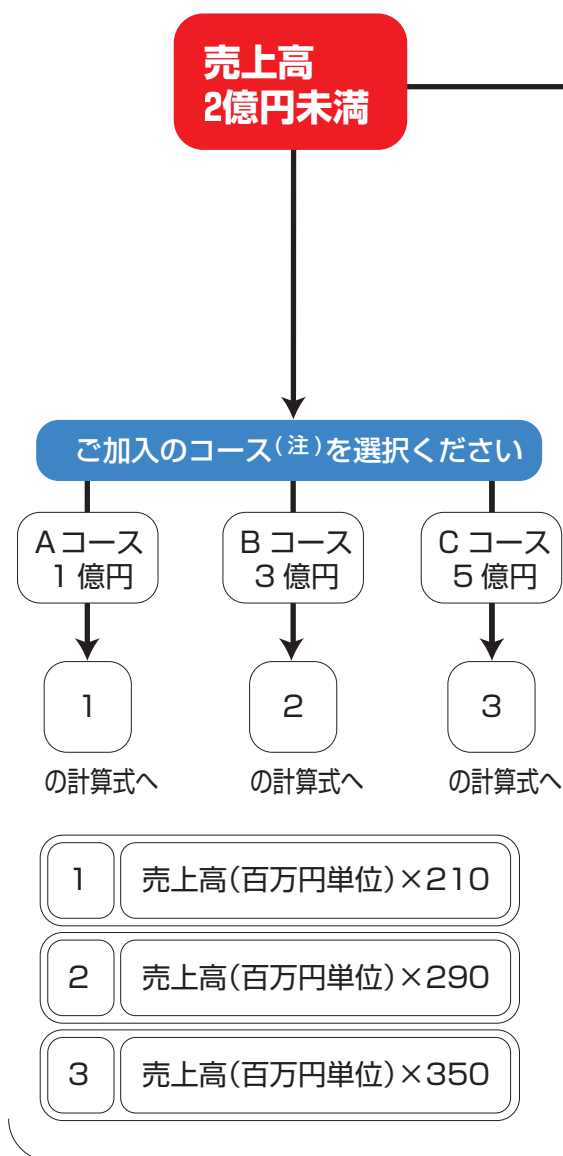 売上高
2億円未満
ご加入のコース(注)を選択ください
Aコース
1億円
Bコース
3億円
Cコース
5億円
1
2
3
の計算式へ
の計算式へ
の計算式へ
1 売上高(百万円単位)×210
2 売上高(百万円単位)×290
3 売上高(百万円単位)×350